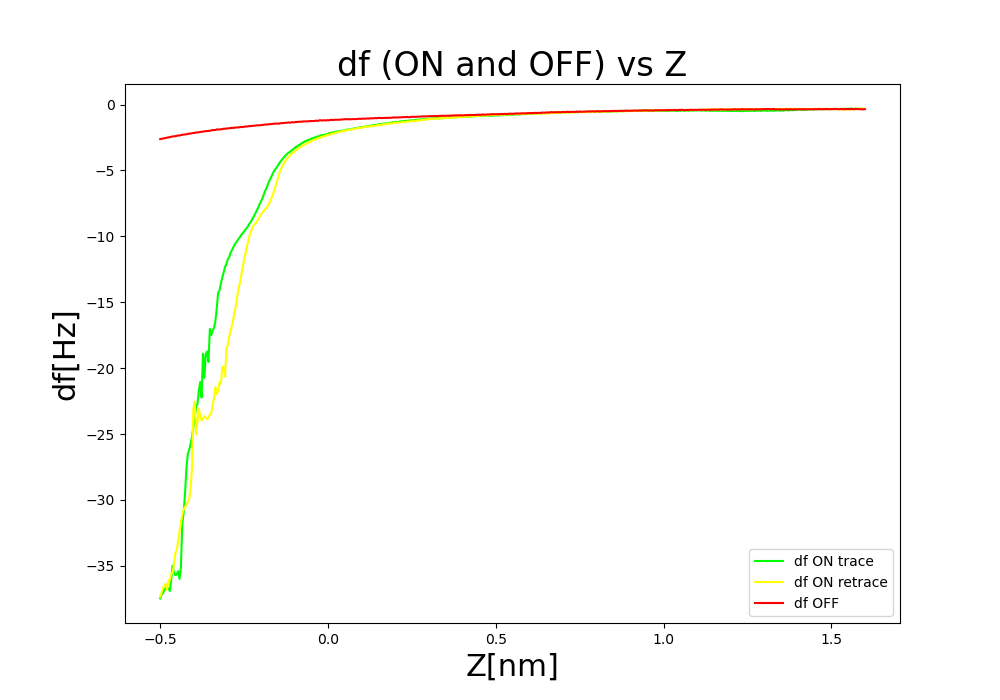 df (ON and OFF) vs Z
df[Hz]
0
−5
−10
−15
−20
−25
−30
−35
−0.5
0.0
0.5
1.0
1.5
Z[nm]
df ON trace
df ON retrace
df OFF